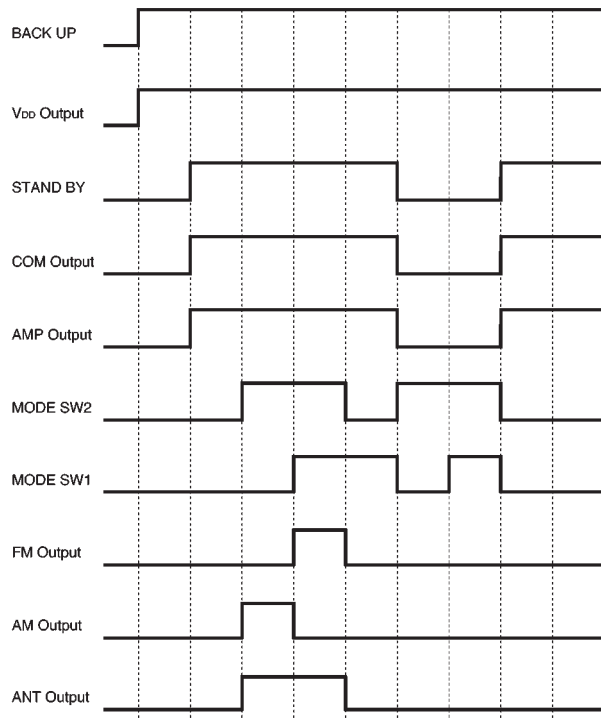 BACK UP
VDD Output
STAND BY
COM Output
AMP Output
MODE SW2
MODE SW1
FM Output
AM Output
ANT Output